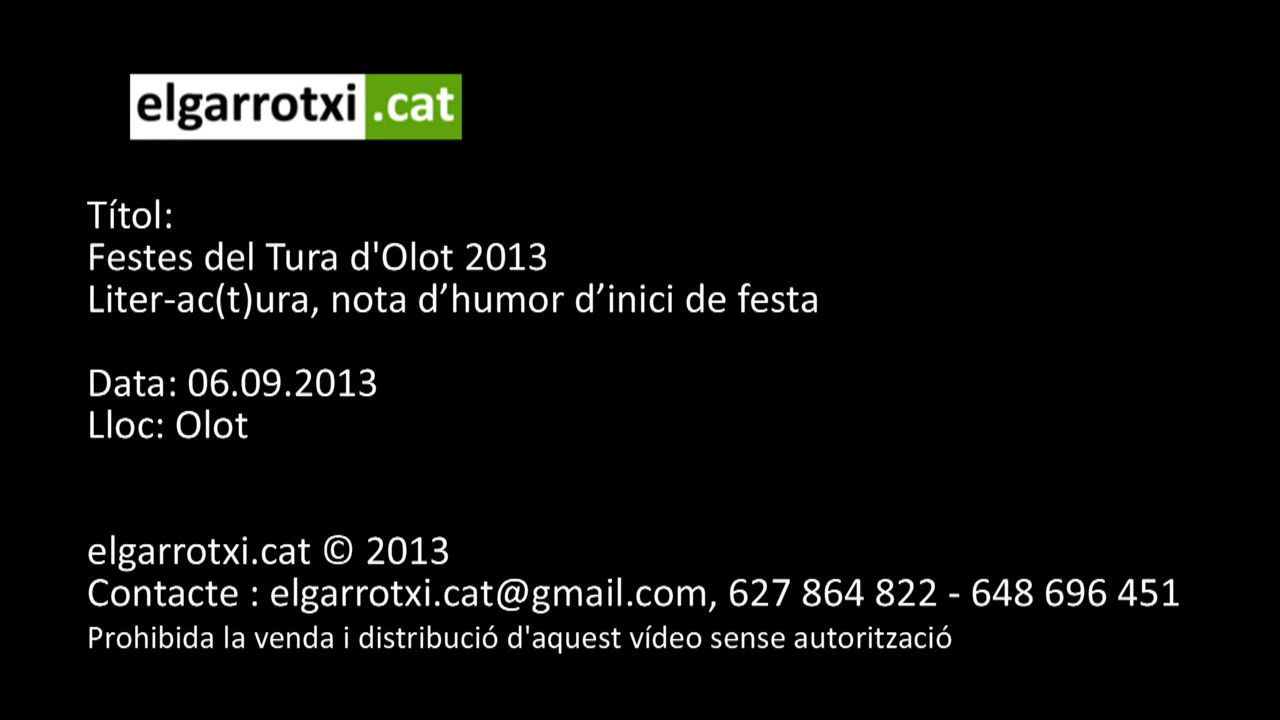 elgarrotxi .cat
Títol:
Festes del Tura d'Olot 2013
Liter-ac(t)ura, nota d’humor d’inici de festa
Data: 06.09.2013
Lloc: Olot
elgarrotxi.cat © 2013
Contacte : elgarrotxi.cat@gmail.com, 627 864 822 - 648 696 451
Prohibida la venda i distribució d'aquest vídeo sense autorització